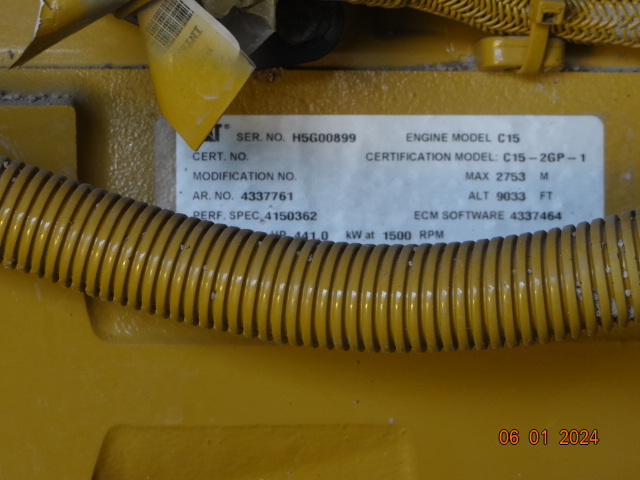 SER. NO. H5G00899 ENGINE MODEL C15
CERT. NO. CERTIFICATION MODEL: C15-2GP-1
MODIFICATION NO. MAX 2753 M
AR. NO. 4337761 ALT 9033 FT
PERF. SPEC. 4150362 ECM SOFTWARE 4337464
441.0 kW at 1500 RPM
06 01 2024